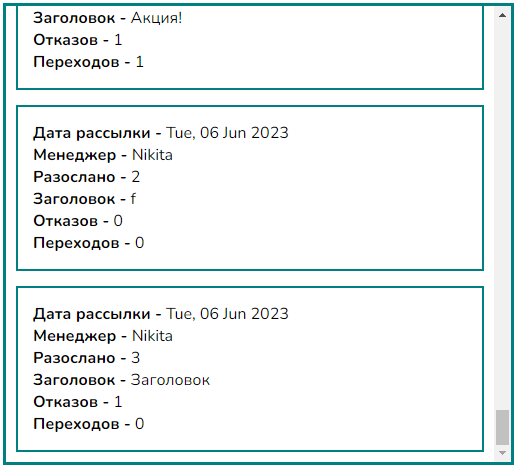 Заголовок - Акция!
Отказов - 1
Переходов - 1
Дата рассылки - Tue, 06 Jun 2023
Менеджер - Nikita
Разослано - 2
Заголовок - f
Отказов - 0
Переходов - 0
Дата рассылки - Tue, 06 Jun 2023
Менеджер - Nikita
Разослано - 3
Заголовок - Заголовок
Отказов - 1
Переходов - 0